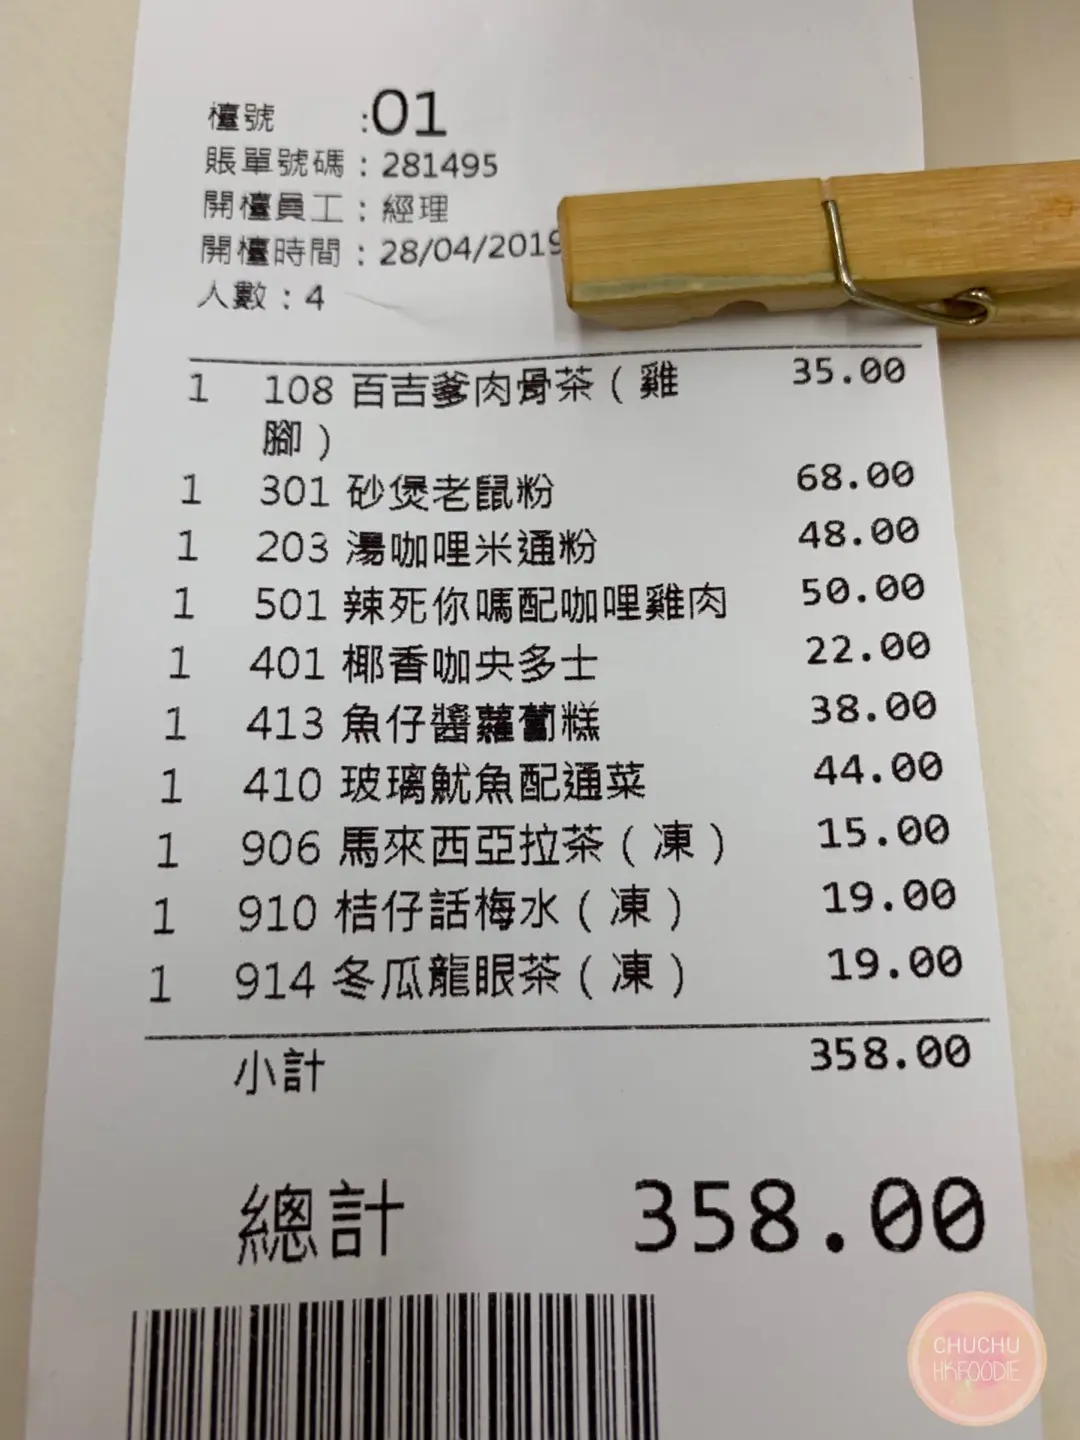 檯號 :01
賬單號碼：281495
開檯員工：經理
開檯時間：28/04/2019
人數：4
1 108 百吉爹肉骨茶（雞 35.00
腳）
1 301 砂煲老鼠粉 68.00
1 203 湯咖哩米通粉 48.00
1 501 辣死你嗎配咖哩雞肉 50.00
1 401 椰香咖央多士 22.00
1 413 魚仔醬蘿蔔糕 38.00
1 410 玻璃魷魚配通菜 44.00
1 906 馬來西亞拉茶（凍） 15.00
1 910 桔仔話梅水（凍） 19.00
1 914 冬瓜龍眼茶（凍） 19.00
小計 358.00
總計 358.00
CHUCHU
HKFOODIE